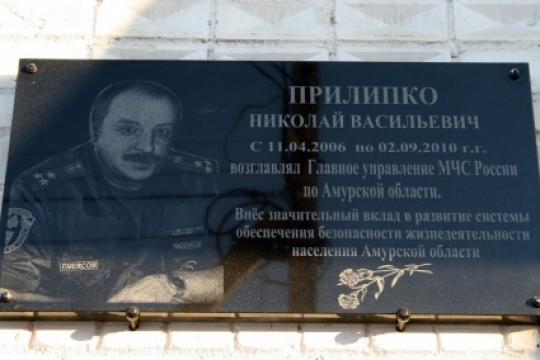 ПРИЛИПКО
НИКОЛАЙ ВАСИЛЬЕВИЧ
С 11.04.2006 по 02.09.2010 г.г.
возглавлял Главное управление МЧС России
по Амурской области.
Внёс значительный вклад в развитие системы
обеспечения безопасности жизнедеятельности
населения Амурской области
EMERCOM